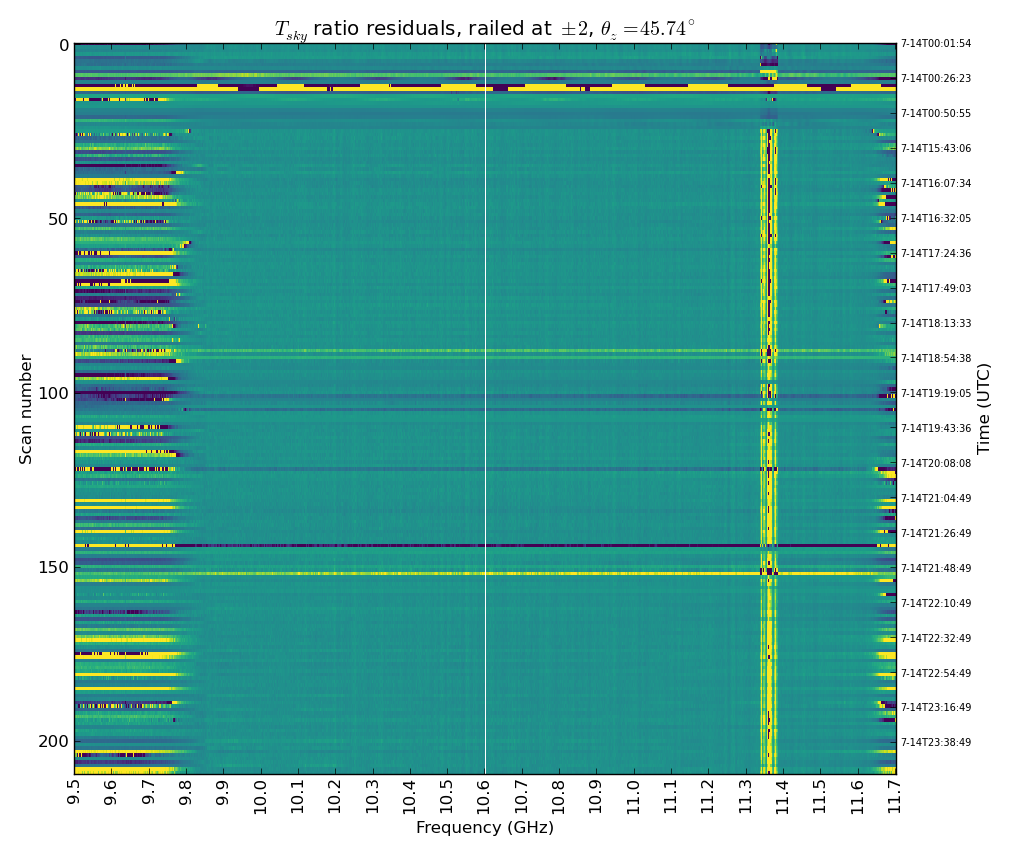 T_sky ratio residuals, railed at ±2, θ_z = 45.74°
0
50
100
150
200
Scan number
7-14T00:01:54
7-14T00:26:23
7-14T00:50:55
7-14T15:43:06
7-14T16:07:34
7-14T16:32:05
7-14T17:24:36
7-14T17:49:03
7-14T18:13:33
7-14T18:54:38
7-14T19:19:05
7-14T19:43:36
7-14T20:08:08
7-14T21:04:49
7-14T21:26:49
7-14T21:48:49
7-14T22:10:49
7-14T22:32:49
7-14T22:54:49
7-14T23:16:49
7-14T23:38:49
Time (UTC)
9.5 9.6 9.7 9.8 9.9 10.0 10.1 10.2 10.3 10.4 10.5 10.6 10.7 10.8 10.9 11.0 11.1 11.2 11.3 11.4 11.5 11.6 11.7
Frequency (GHz)